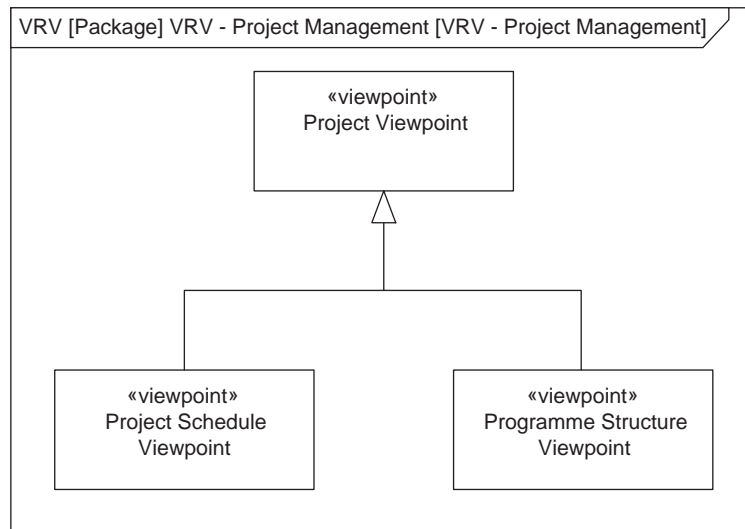 VRV [Package] VRV - Project Management [VRV - Project Management]
«viewpoint»
Project Viewpoint
«viewpoint»
Project Schedule
Viewpoint
«viewpoint»
Programme Structure
Viewpoint